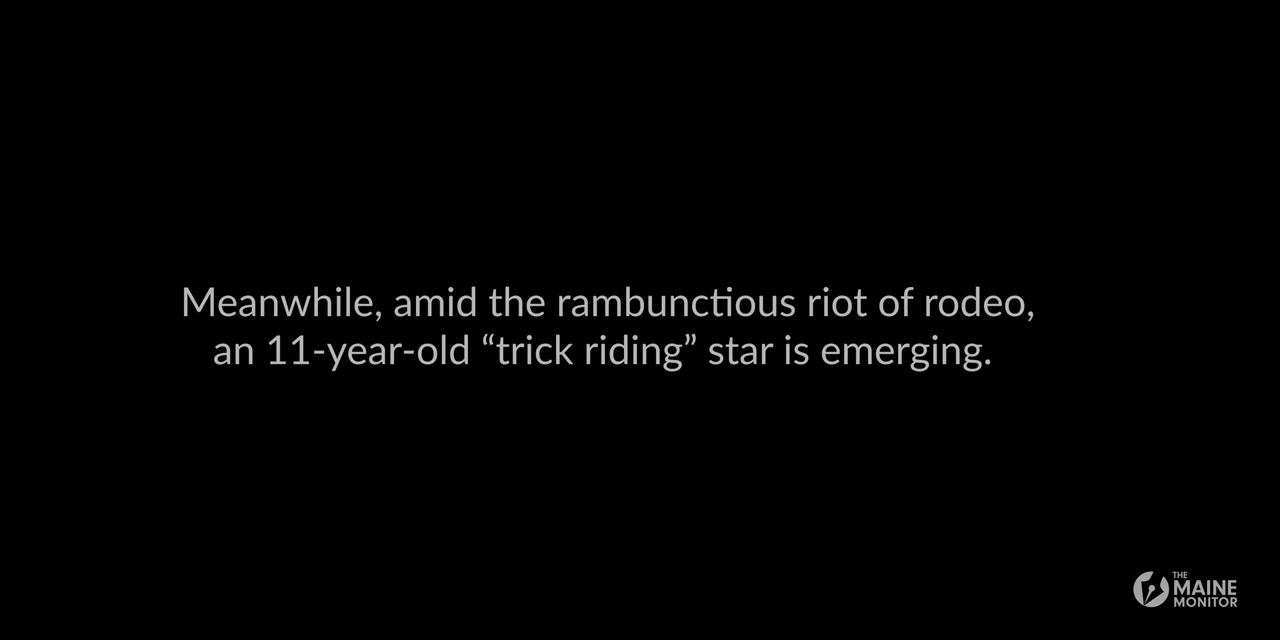 Meanwhile, amid the rambunctious riot of rodeo,
an 11-year-old “trick riding” star is emerging.
THE
MAINE
MONITOR